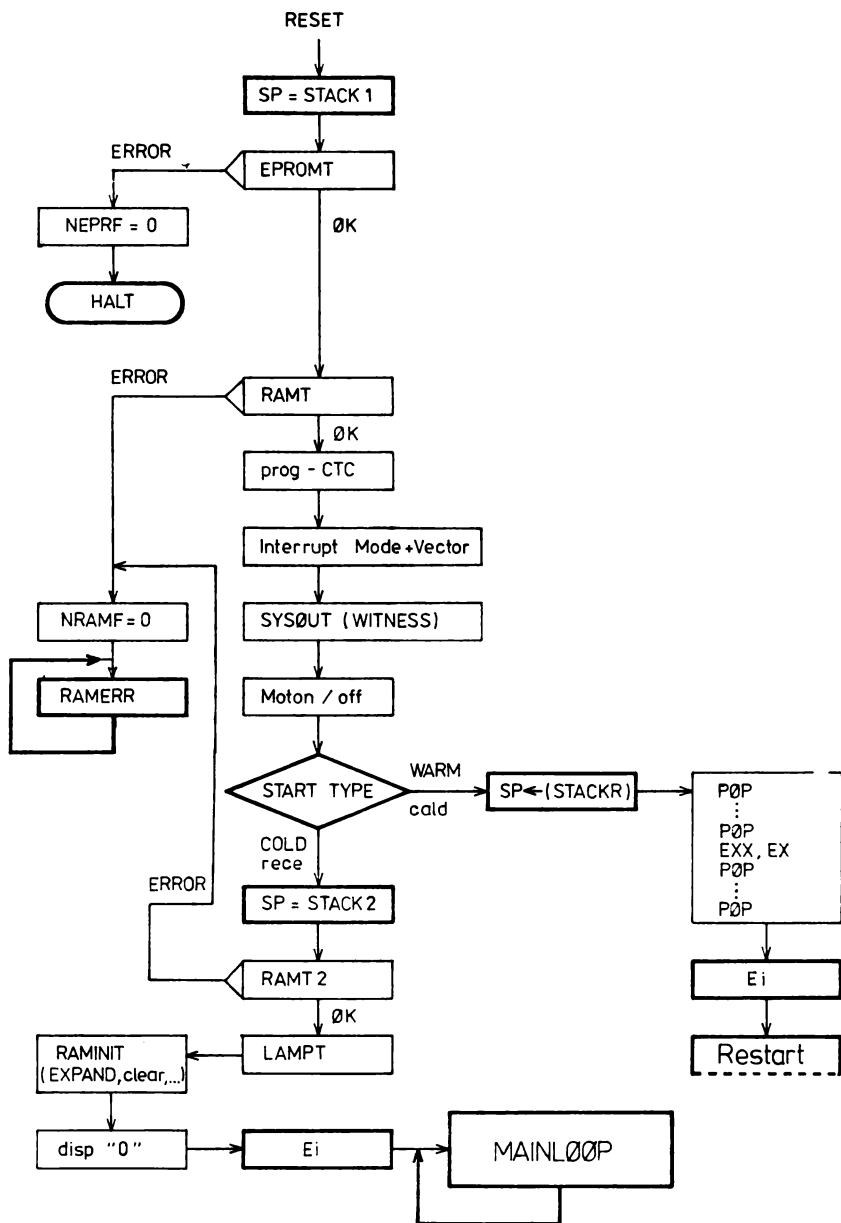 RESET
SP = STACK 1
ERROR
EPROMT
NEPRF = 0
ØK
HALT
ERROR
RAMT
ØK
prog - CTC
Interrupt Mode+Vector
NRAMF=0
SYSØUT (WITNESS)
RAMERR
Moton / off
START TYPE
WARM
cald
SP←(STACKR)
PØP
PØP
EXX, EX
PØP
PØP
COLD
rece
ERROR
SP = STACK 2
RAMT 2
Ei
ØK
RAMINIT
(EXPAND,clear,...)
LAMPT
Restart
disp "0"
Ei
MAINLØØP